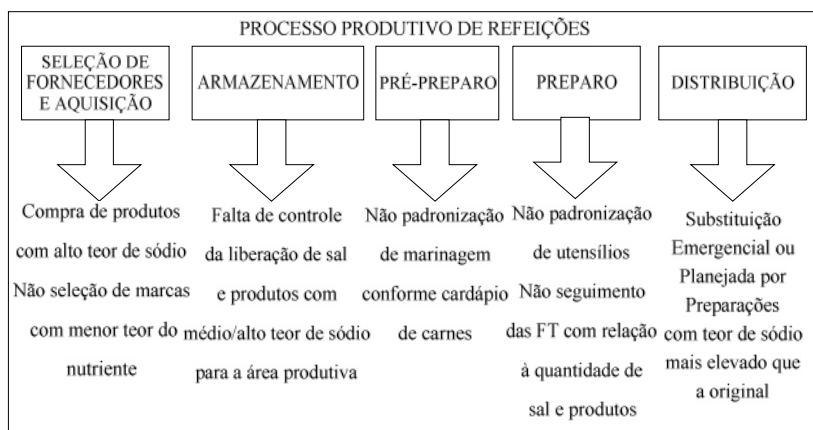 PROCESSO PRODUTIVO DE REFEIÇÕES
SELEÇÃO DE
FORNECEDORES
E AQUISIÇÃO
ARMAZENAMENTO
PRÉ-PREPARO
PREPARO
DISTRIBUIÇÃO
Compra de produtos
com alto teor de sódio
Não seleção de marcas
com menor teor do
nutriente
Falta de controle
da liberação de sal
e produtos com
médio/alto teor de sódio
para a área produtiva
Não padronização
de marinagem
conforme cardápio
de carnes
Não padronização
de utensílios
Não seguimento
das FT com relação
à quantidade de
sal e produtos
Substituição
Emergencial ou
Planejada por
Preparações
com teor de sódio
mais elevado que
a original